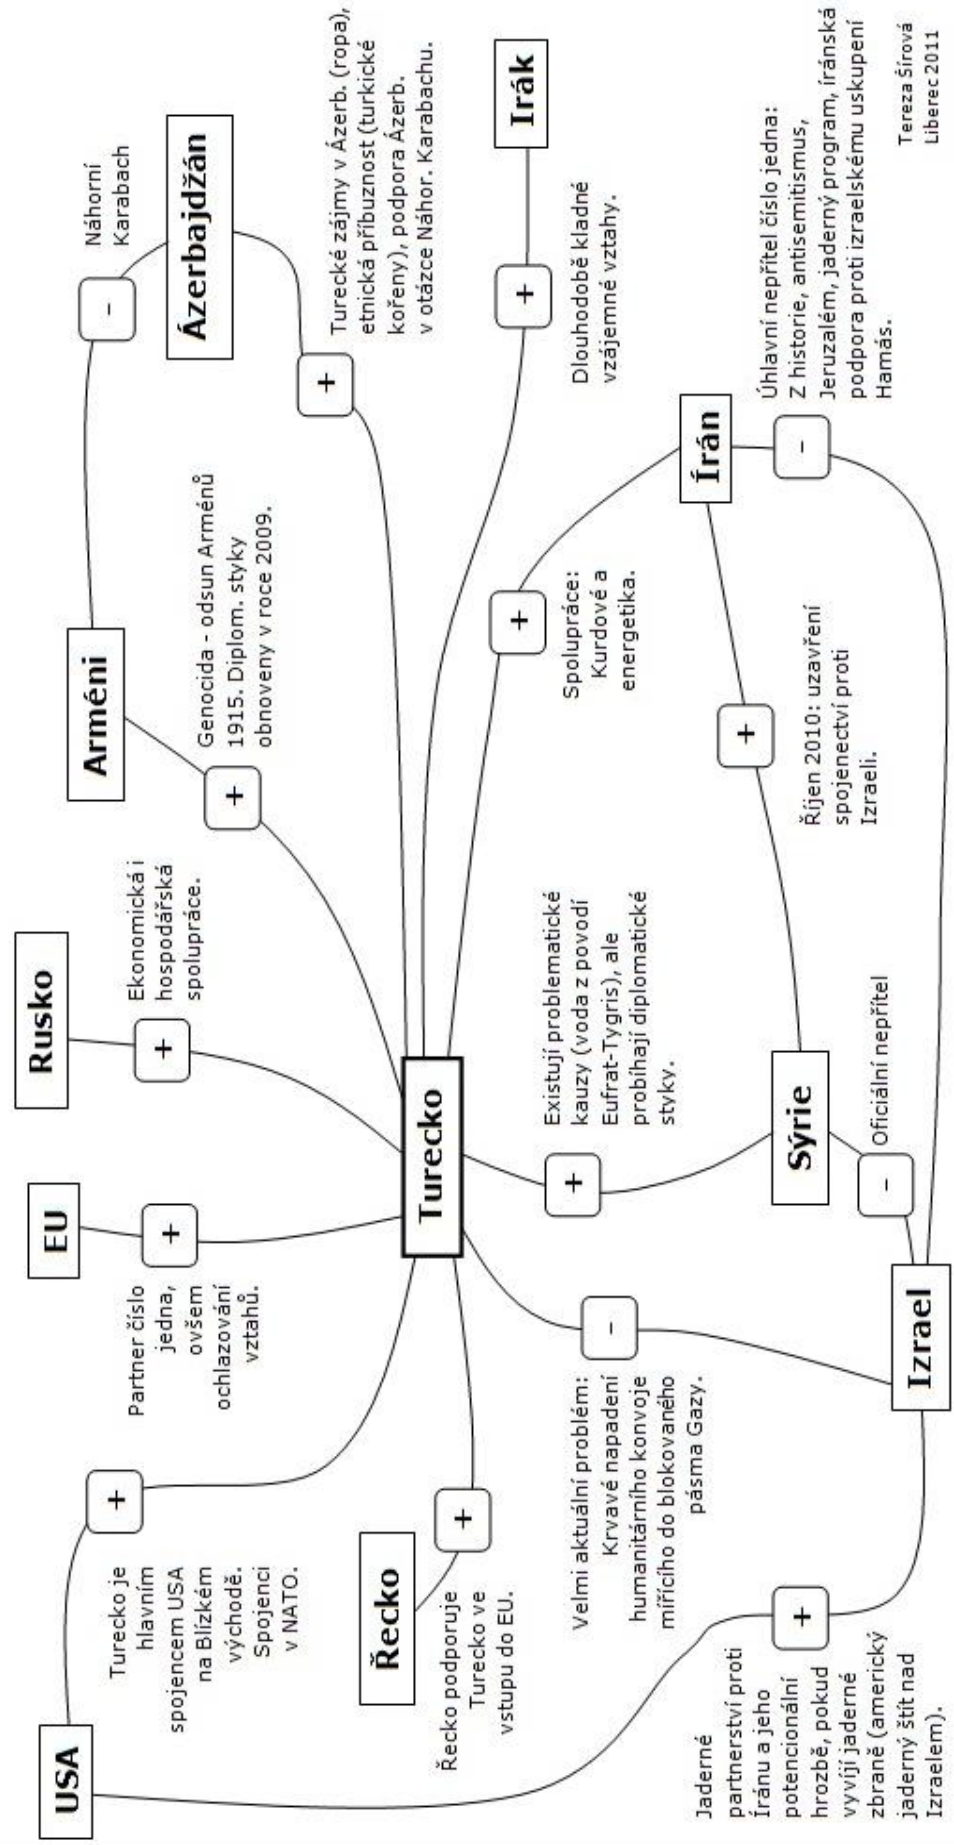 USA
Turecko je
hlavním
spojencem USA
na Blízkém
východě.
Spojenci
v NATO.
+
EU
Partner číslo
jedna,
ovšem
ochlazování
vztahů.
+
Rusko
Ekonomická i
hospodářská
spolupráce.
+
Arméni
Genocida - odsun Arménů
1915. Diplom. styky
obnoveny v roce 2009.
+
Náhorní
Karabach
-
Ázerbajdžán
Turecké zájmy v Ázerb. (ropa),
etnická příbuznost (turkické
kořeny), podpora Ázerb.
v otázce Náhor. Karabachu.
+
Řecko
Řecko podporuje
Turecko ve
vstupu do EU.
+
Turecko
Irák
Dlouhodobě kladné
vzájemné vztahy.
+
Velmi aktuální problém:
Krvavé napadení
humanitárního konvoje
mířícího do blokovaného
pásma Gazy.
-
Existují problematické
kauzy (voda z povodí
Eufrat-Tygris), ale
probíhají diplomatické
styky.
+
Spolupráce:
Kurdové a
energetika.
+
Írán
Jaderné
partnerství proti
Íránu a jeho
potencionální
hrozbě, pokud
vyvíjí jaderné
zbraně (americký
jaderný štít nad
Izraelem).
+
Izrael
Sýrie
Oficiální nepřítel
-
Říjen 2010: uzavření
spojenectví proti
Izraeli.
+
Úhlavní nepřítel číslo jedna:
Z historie, antisemitismus,
Jeruzalém, jaderný program, íránská
podpora proti izraelskému uskupení
Hamás.
-
Tereza Šírová
Liberec 2011